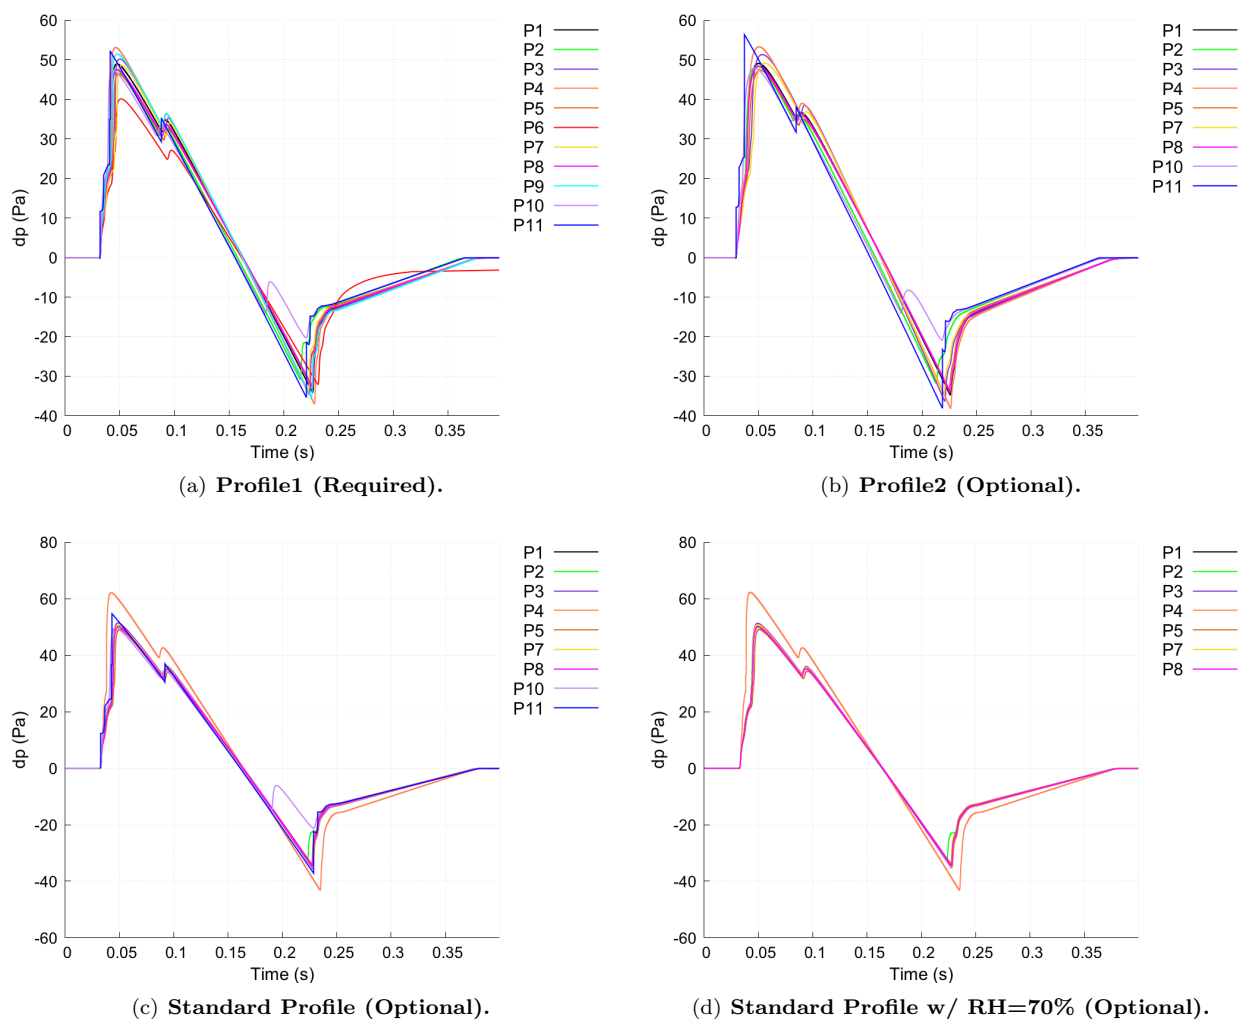 60
50
40
30
20
10
0
-10
-20
-30
-40
dp (Pa)
0 0.05 0.1 0.15 0.2 0.25 0.3 0.35
Time (s)
P1
P2
P3
P4
P5
P6
P7
P8
P9
P10
P11
(a) Profile1 (Required).
60
50
40
30
20
10
0
-10
-20
-30
-40
dp (Pa)
0 0.05 0.1 0.15 0.2 0.25 0.3 0.35
Time (s)
P1
P2
P3
P4
P5
P7
P8
P10
P11
(b) Profile2 (Optional).
80
60
40
20
0
-20
-40
-60
dp (Pa)
0 0.05 0.1 0.15 0.2 0.25 0.3 0.35
Time (s)
P1
P2
P3
P4
P5
P7
P8
P10
P11
(c) Standard Profile (Optional).
80
60
40
20
0
-20
-40
-60
dp (Pa)
0 0.05 0.1 0.15 0.2 0.25 0.3 0.35
Time (s)
P1
P2
P3
P4
P5
P7
P8
(d) Standard Profile w/ RH=70% (Optional).